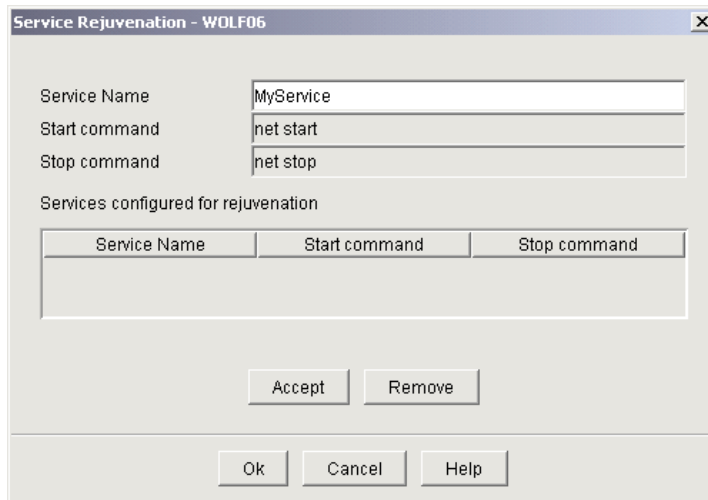 Service Rejuvenation - WOLF06
Service Name MyService
Start command net start
Stop command net stop
Services configured for rejuvenation
Service Name Start command Stop command
Accept Remove
Ok Cancel Help